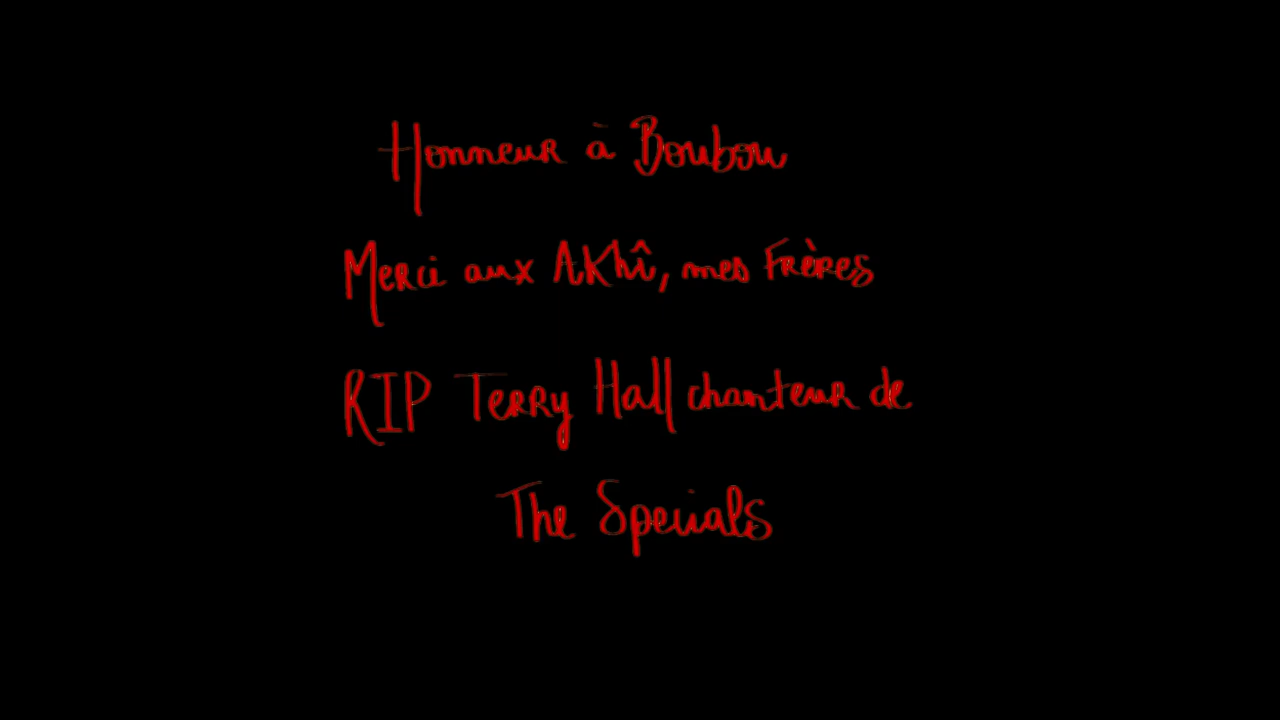 Honneur à Boubou
Merci aux AKhî, mes Frères
RIP Terry Hall chanteur de
The Specials